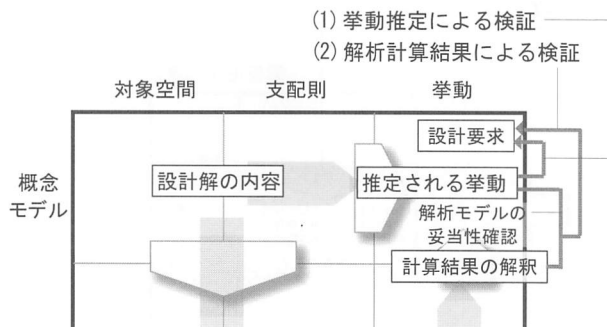 (1) 挙動推定による検証
(2) 解析計算結果による検証
対象空間 支配則 挙動
設計要求
概念
モデル
設計解の内容
推定される挙動
解析モデルの
妥当性確認
計算結果の解釈